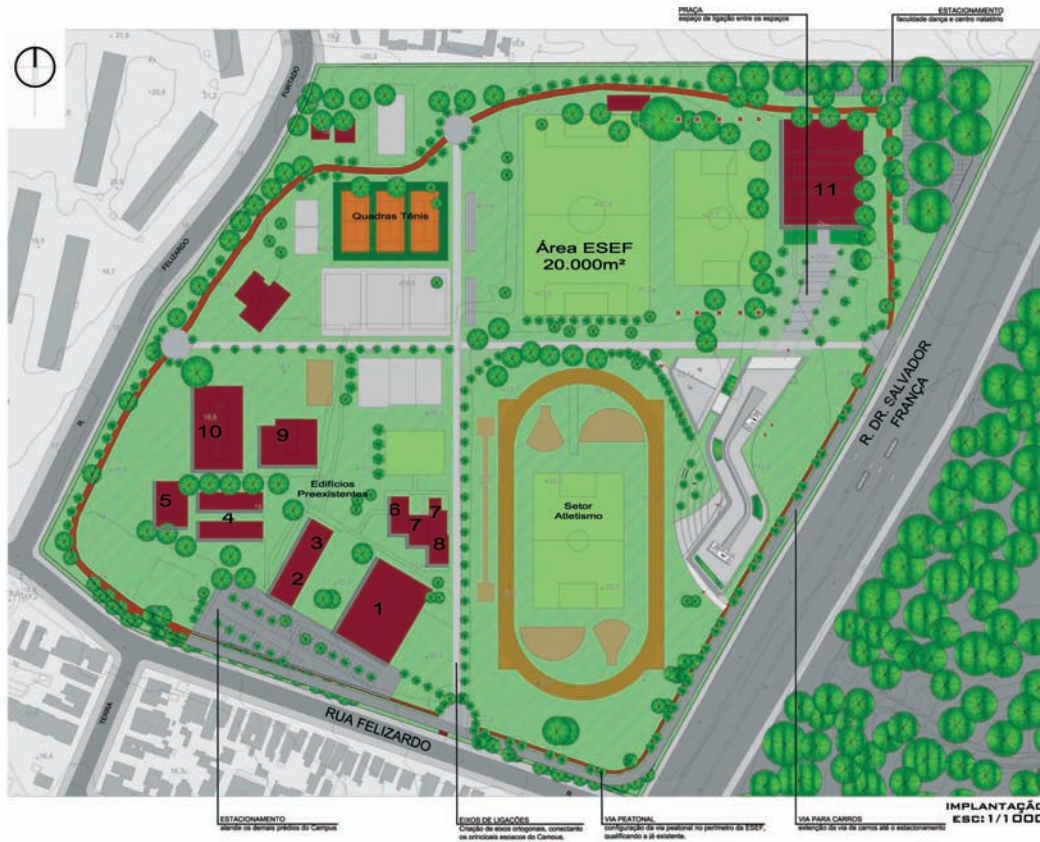 PRAÇA
espaço de ligação entre os espaços
ESTACIONAMENTO
faculdade dança e centro natatório
FURTADO
FELIZARDO
R.
Quadras Tênis
Área ESEF
20.000m²
11
R. DR. SALVADOR
FRANÇA
10
9
Edifícios
Preexistentes
5
4
6
7
7
8
3
2
1
Setor
Atletismo
RUA FELIZARDO
TERRA
R
ESTACIONAMENTO
atende os demais prédios do Campus
EIXOS DE LIGAÇÕES
Criação de eixos ortogonais, conectanto
os principais espaços do Campus.
VIA PEATONAL
configuração da via peatonal no perímetro da ESEF,
qualificando a já existente.
VIA PARA CARROS
extenção da via de carros até o estacionamento
IMPLANTAÇÃO
ESC: 1/1000